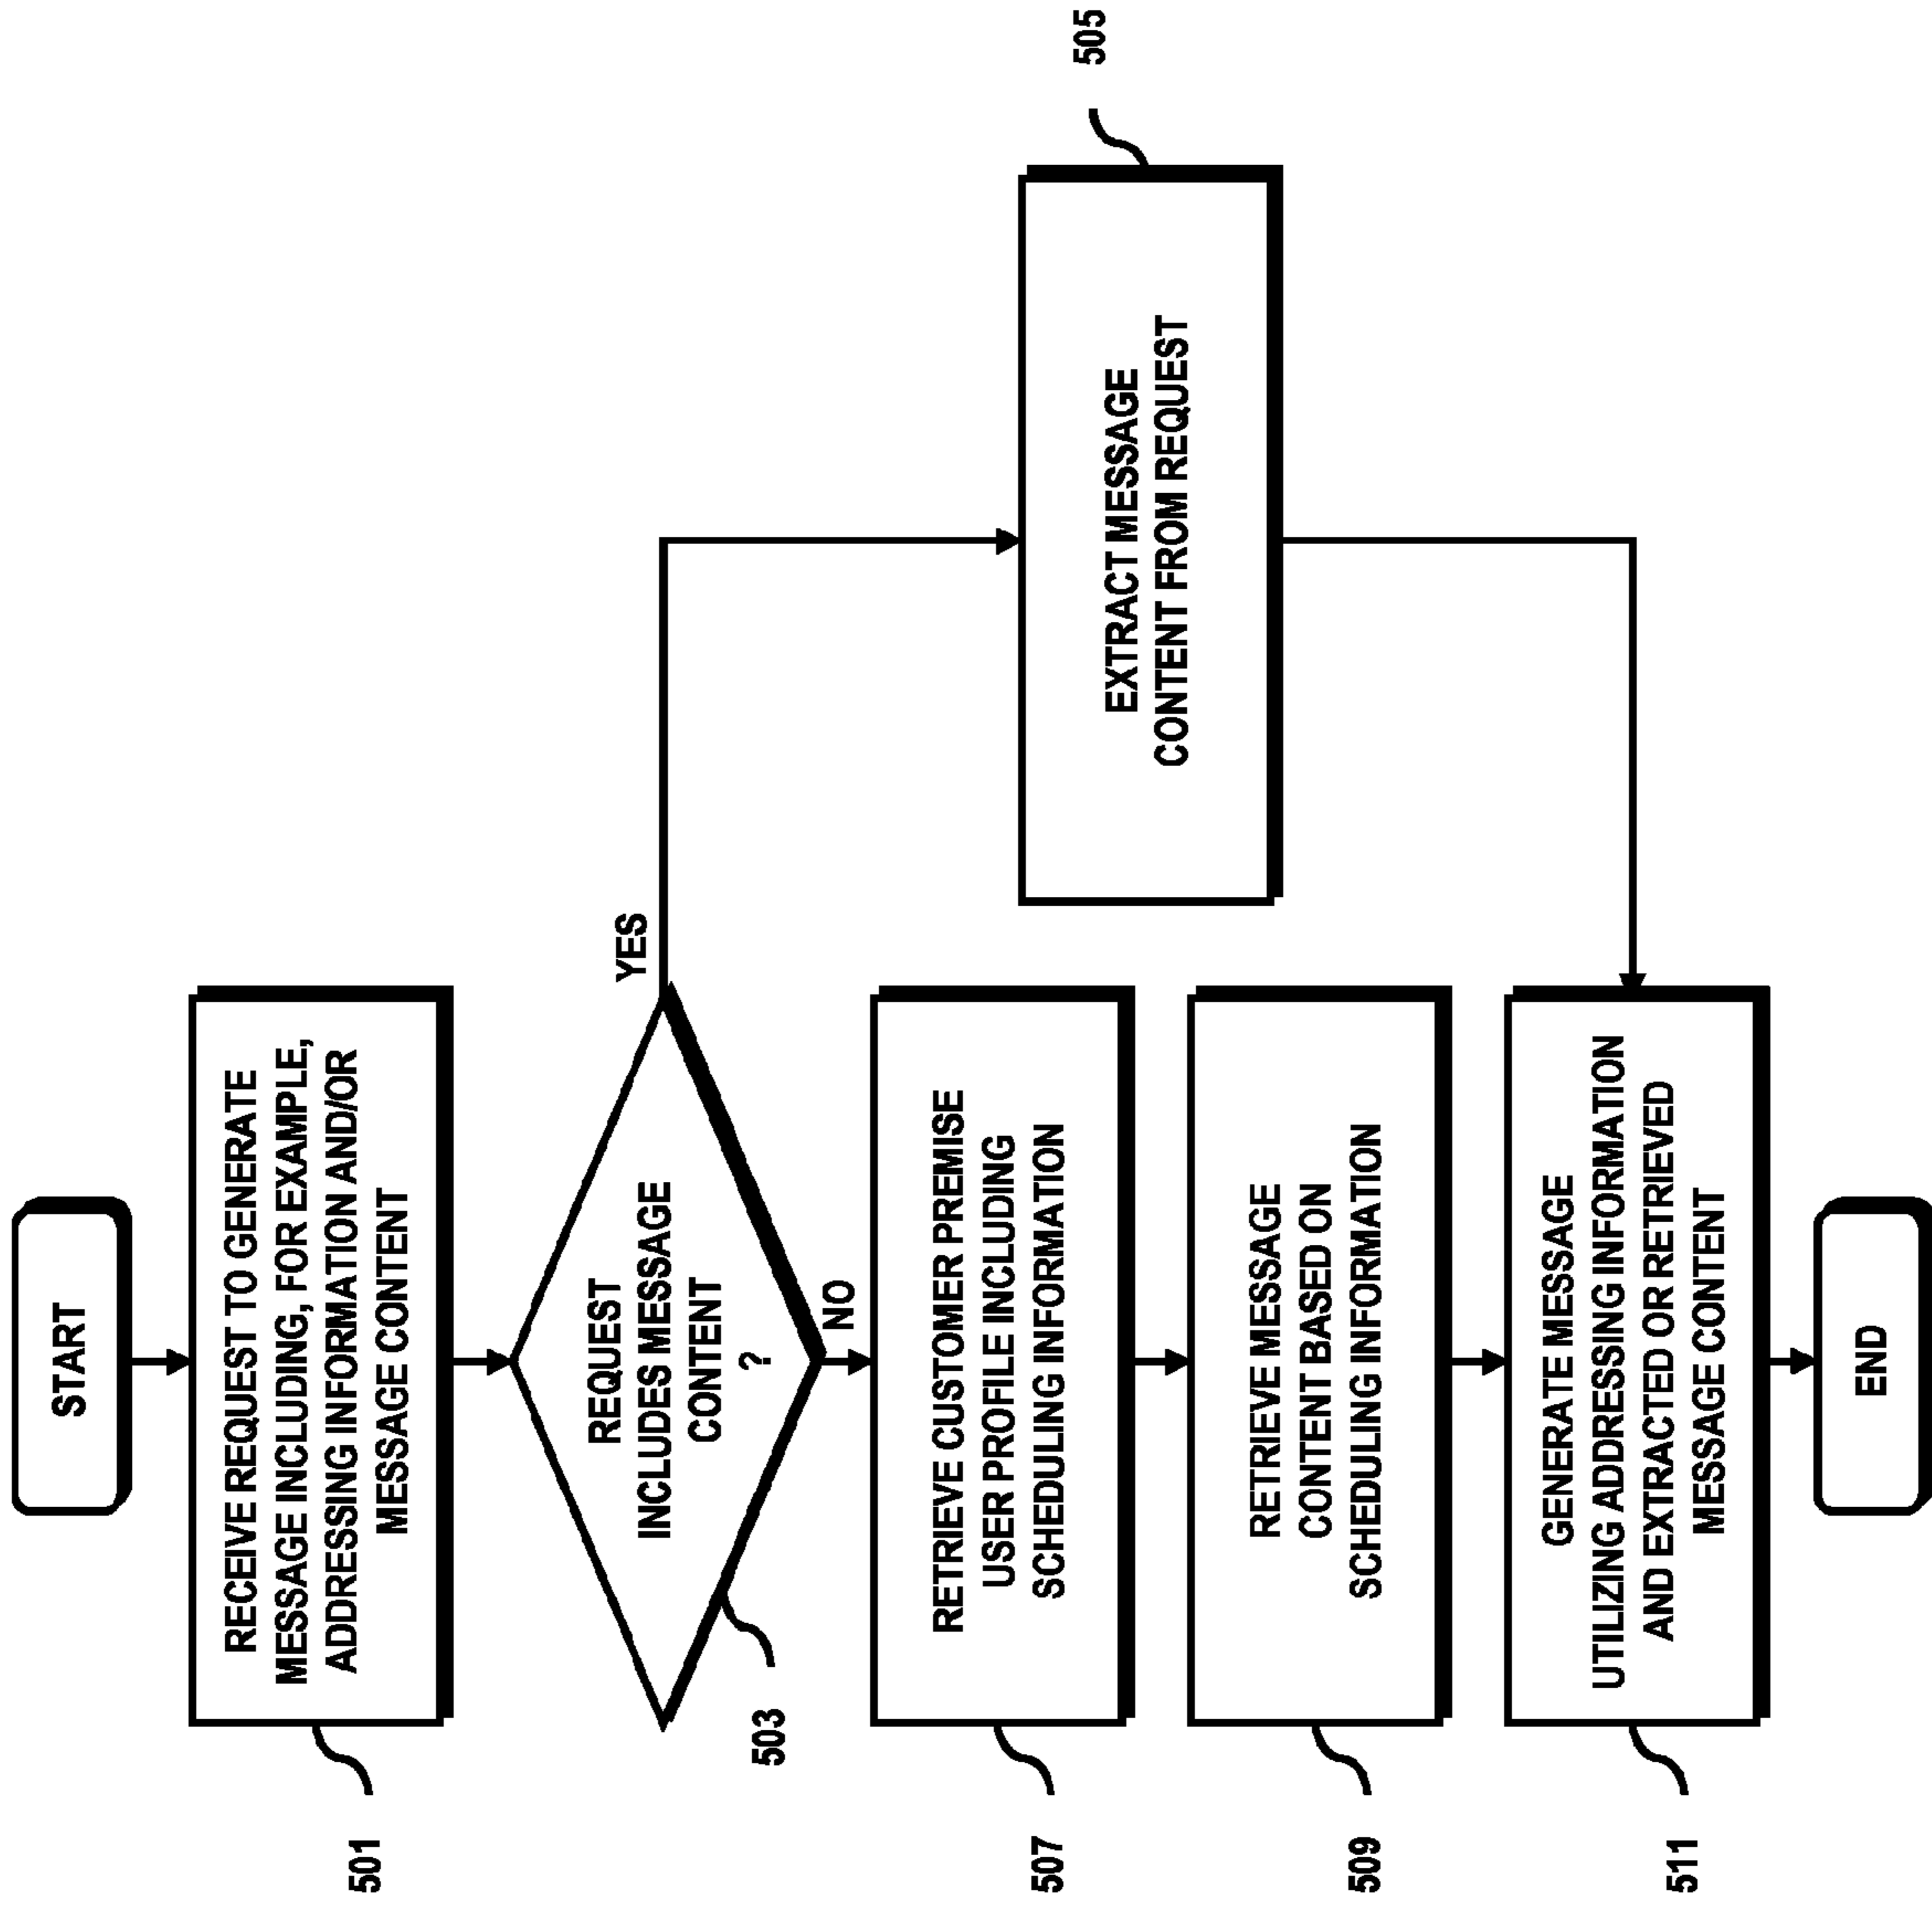 START
RECEIVE REQUEST TO GENERATE
MESSAGE INCLUDING, FOR EXAMPLE,
ADDRESSING INFORMATION AND/OR
MESSAGE CONTENT
501
REQUEST
INCLUDES MESSAGE
CONTENT
?
503
YES
NO
EXTRACT MESSAGE
CONTENT FROM REQUEST
505
RETRIEVE CUSTOMER PREMISE
USER PROFILE INCLUDING
SCHEDULING INFORMATION
507
RETRIEVE MESSAGE
CONTENT BASED ON
SCHEDULING INFORMATION
509
GENERATE MESSAGE
UTILIZING ADDRESSING INFORMATION
AND EXTRACTED OR RETRIEVED
MESSAGE CONTENT
511
END